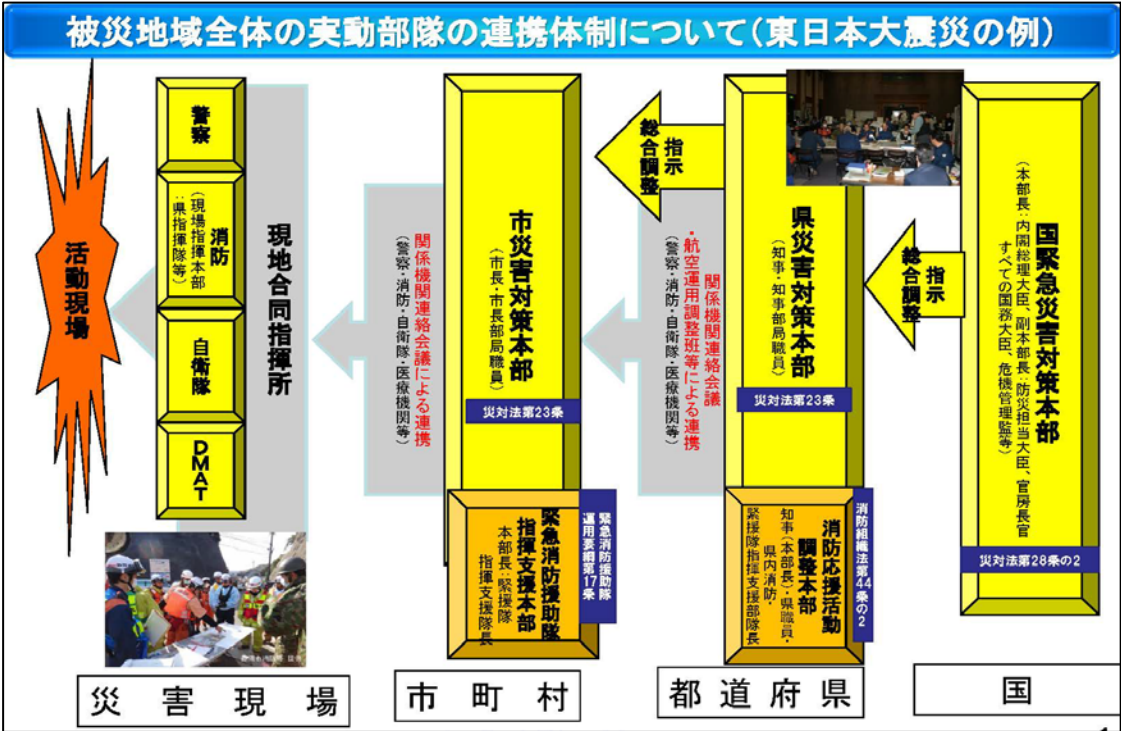 被災地域全体の実動部隊の連携体制について(東日本大震災の例)
国緊急災害対策本部
(本部長:内閣総理大臣、副本部長:防災担当大臣、官房長官
すべての国務大臣、危機管理監等)
災対法第28条の2
指示
総合調整
県災害対策本部
(知事・知事部局職員)
災対法第23条
消防応援活動
調整本部
知事(本部長)・県職員・
県内消防・
緊援隊指揮支援部隊長
消防組織法第44
条の2
指示
総合調整
関係機関連絡会議
・航空運用調整班等による連携
(警察・消防・自衛隊・医療機関等)
市災害対策本部
(市長・市長部局職員)
災対法第23条
緊急消防援助隊
指揮支援本部
本部長:緊援隊
指揮支援隊長
緊急消防援助隊
運用要綱第17条
関係機関連絡会議による連携
(警察・消防・自衛隊・医療機関等)
現地合同指揮所
警察
消防
(現場指揮本部
:県指揮隊等)
自衛隊
DMAT
活動現場
災害現場
市町村
都道府県
国